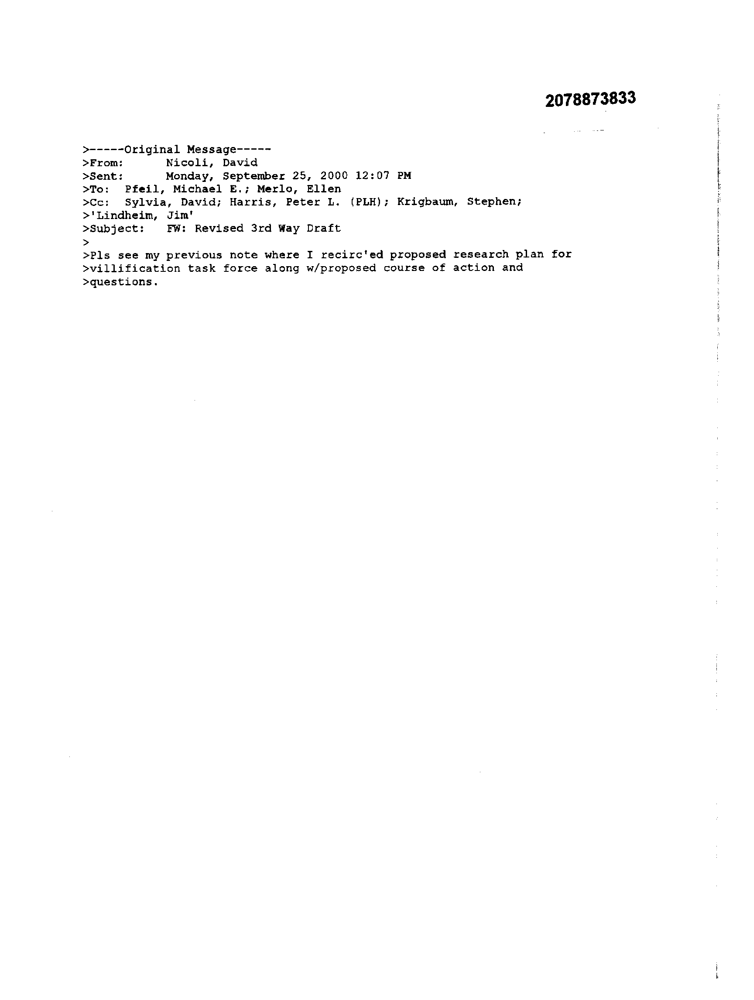 2078873833
>-----Original Message-----
>From: Nicoli, David
>Sent: Monday, September 25, 2000 12:07 PM
>To: Pfeil, Michael E.; Merlo, Ellen
>Cc: Sylvia, David; Harris, Peter L. (PLH); Krigbaum, Stephen;
>'Lindheim, Jim'
>Subject: FW: Revised 3rd Way Draft
>
>Pls see my previous note where I recirc'ed proposed research plan for
>villification task force along w/proposed course of action and
>questions.